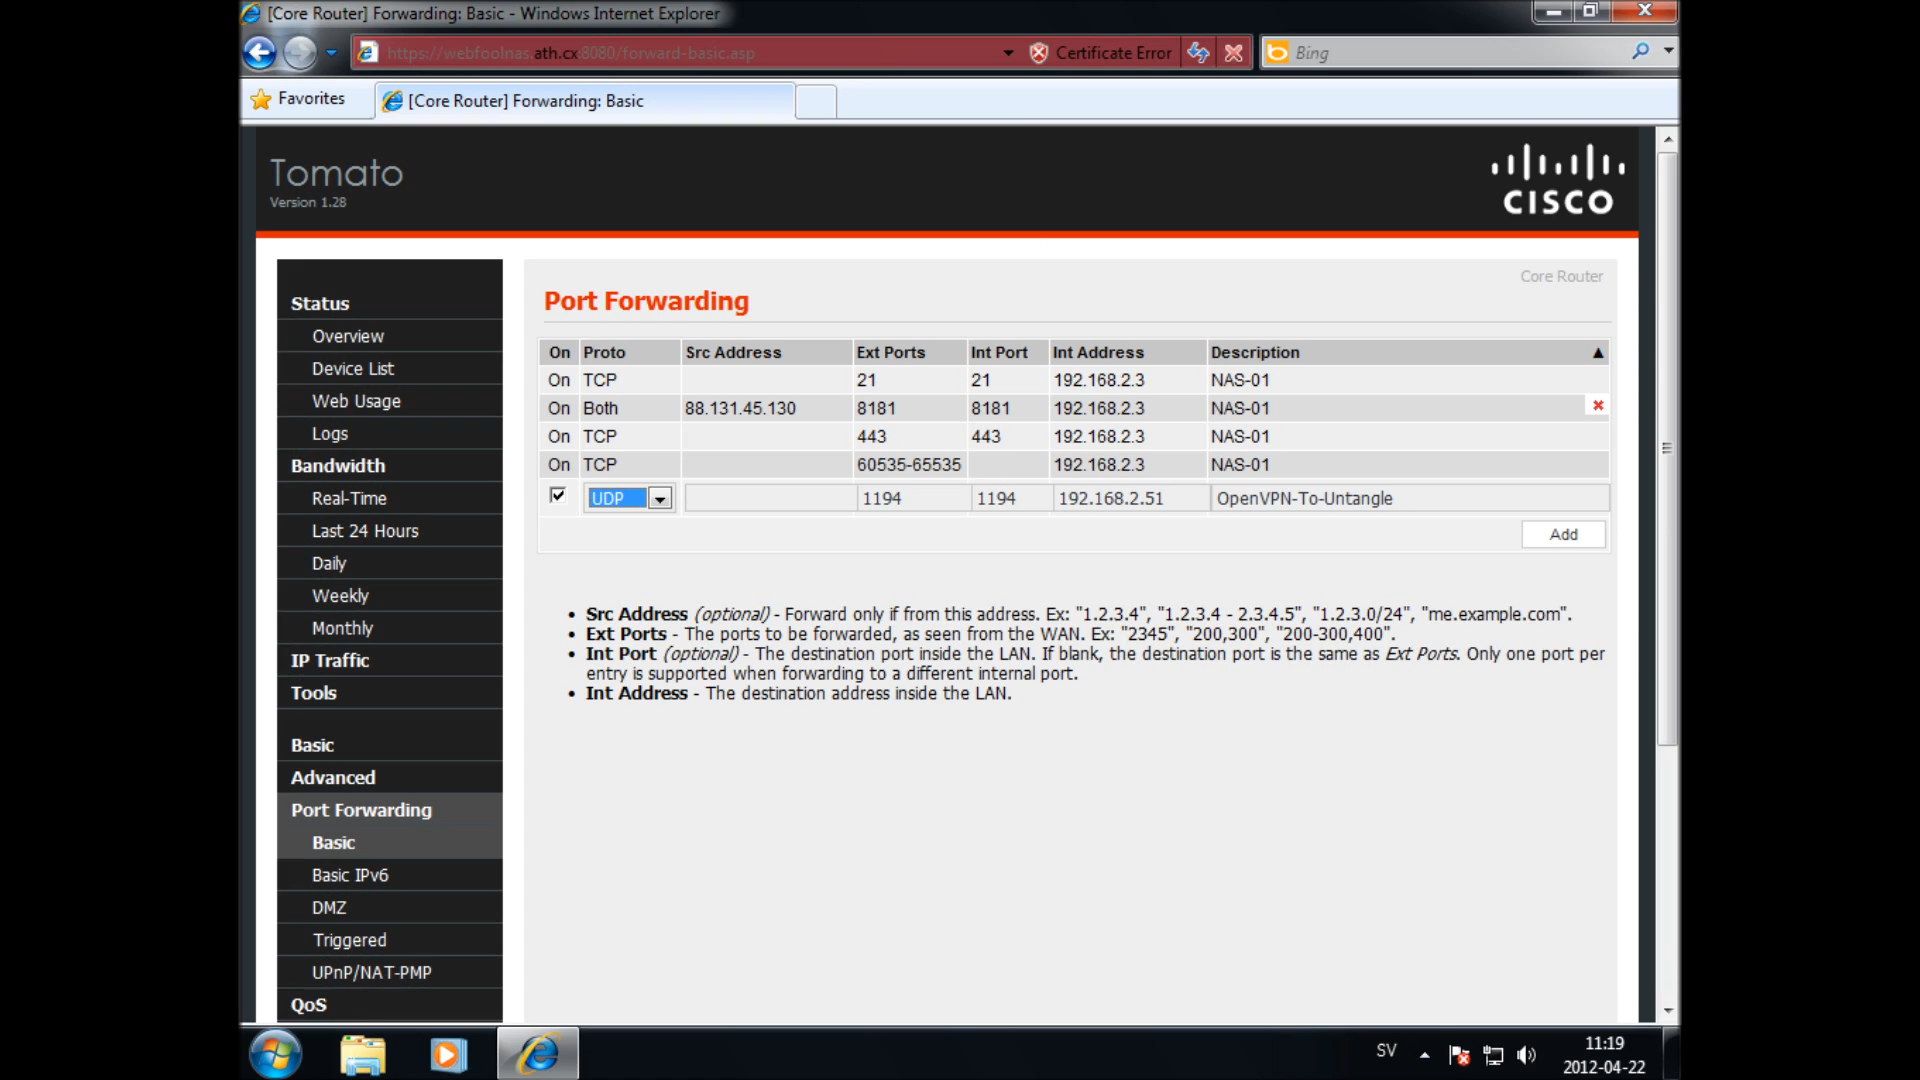 [Core Router] Forwarding: Basic - Windows Internet Explorer
https://webfoolnas.ath.cx:8080/forward-basic.asp
Certificate Error
Bing
Favorites
[Core Router] Forwarding: Basic
Tomato
Version 1.28
CISCO
Core Router
Port Forwarding
On Proto Src Address Ext Ports Int Port Int Address Description ▲
On TCP 21 21 192.168.2.3 NAS-01
On Both 88.131.45.130 8181 8181 192.168.2.3 NAS-01
On TCP 443 443 192.168.2.3 NAS-01
On TCP 60535-65535 192.168.2.3 NAS-01
UDP 1194 1194 192.168.2.51 OpenVPN-To-Untangle
Add
• Src Address (optional) - Forward only if from this address. Ex: "1.2.3.4", "1.2.3.4 - 2.3.4.5", "1.2.3.0/24", "me.example.com".
• Ext Ports - The ports to be forwarded, as seen from the WAN. Ex: "2345", "200,300", "200-300,400".
• Int Port (optional) - The destination port inside the LAN. If blank, the destination port is the same as Ext Ports. Only one port per
entry is supported when forwarding to a different internal port.
• Int Address - The destination address inside the LAN.
Status
Overview
Device List
Web Usage
Logs
Bandwidth
Real-Time
Last 24 Hours
Daily
Weekly
Monthly
IP Traffic
Tools
Basic
Advanced
Port Forwarding
Basic
Basic IPv6
DMZ
Triggered
UPnP/NAT-PMP
QoS
SV
11:19
2012-04-22